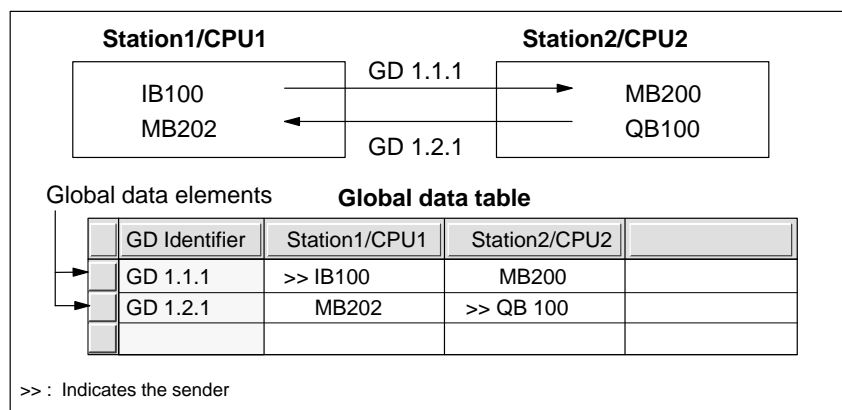 Station1/CPU1 Station2/CPU2
GD 1.1.1
IB100 MB200
MB202 QB100
GD 1.2.1
Global data elements Global data table
GD Identifier Station1/CPU1 Station2/CPU2
GD 1.1.1 >> IB100 MB200
GD 1.2.1 MB202 >> QB 100
>> : Indicates the sender